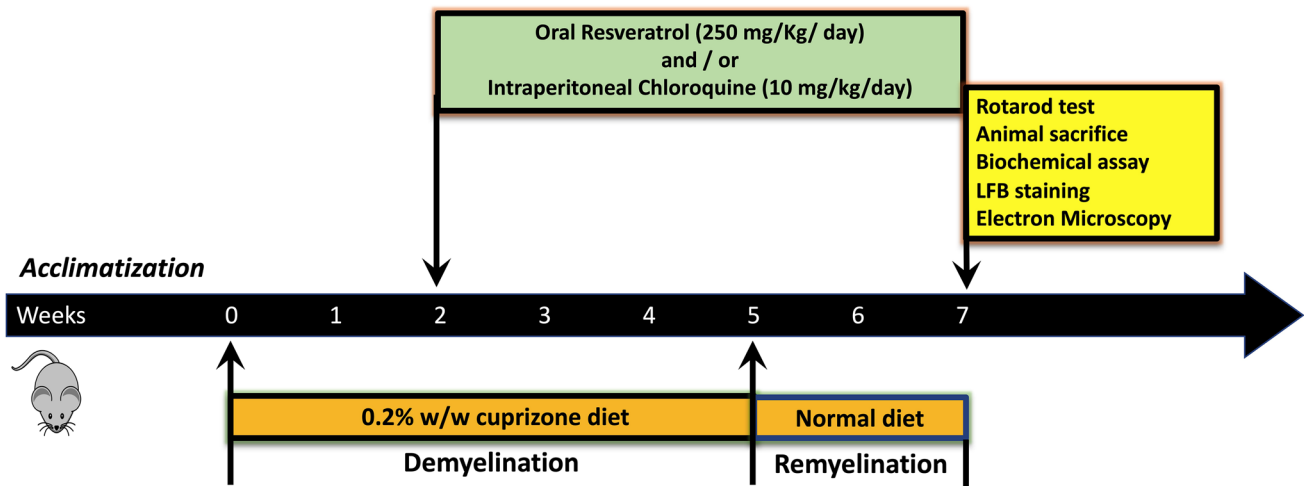 Oral Resveratrol (250 mg/Kg/ day)
and / or
Intraperitoneal Chloroquine (10 mg/kg/day)
Rotarod test
Animal sacrifice
Biochemical assay
LFB staining
Electron Microscopy
Acclimatization
Weeks 0 1 2 3 4 5 6 7
0.2% w/w cuprizone diet
Normal diet
Demyelination
Remyelination